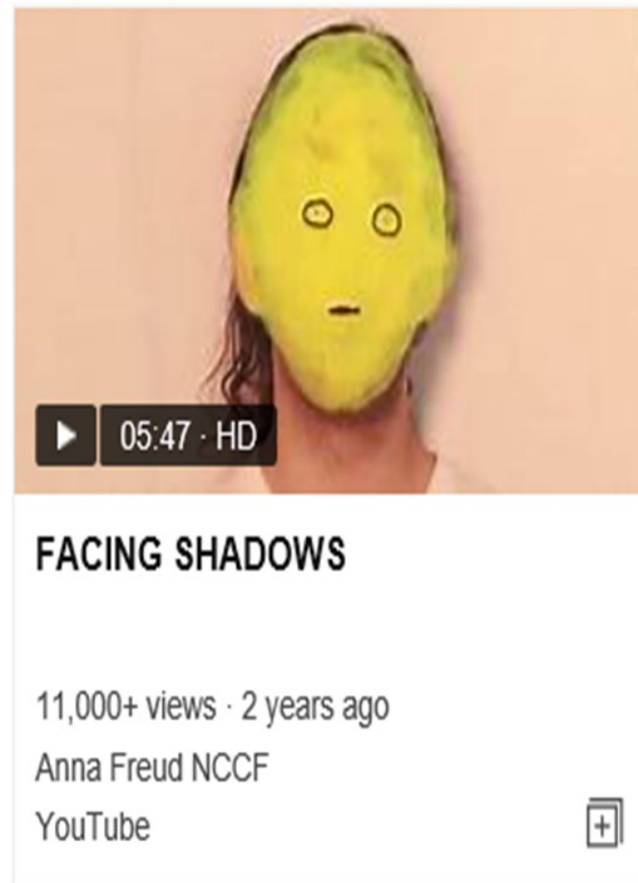 05:47 · HD
FACING SHADOWS
11,000+ views · 2 years ago
Anna Freud NCCF
YouTube